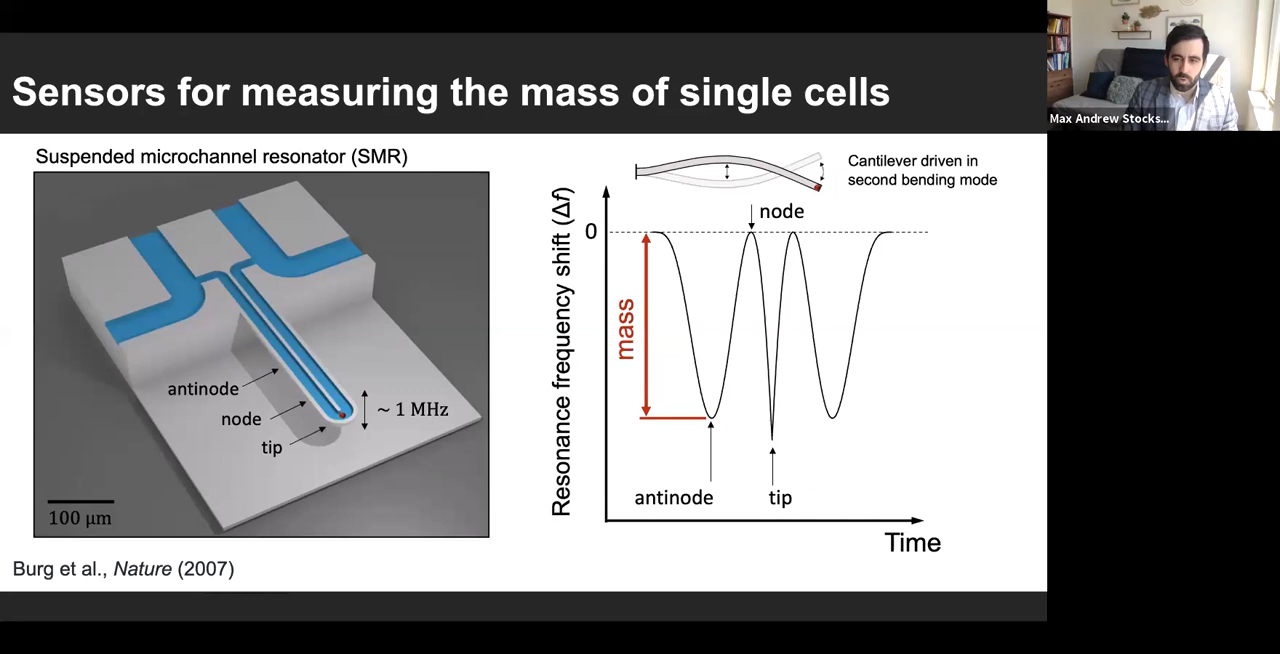 Sensors for measuring the mass of single cells
Max Andrew Stocks...
Suspended microchannel resonator (SMR)
antinode
node
tip
~ 1 MHz
100 μm
Burg et al., Nature (2007)
Cantilever driven in
second bending mode
Resonance frequency shift (Δf)
0
node
mass
antinode
tip
Time